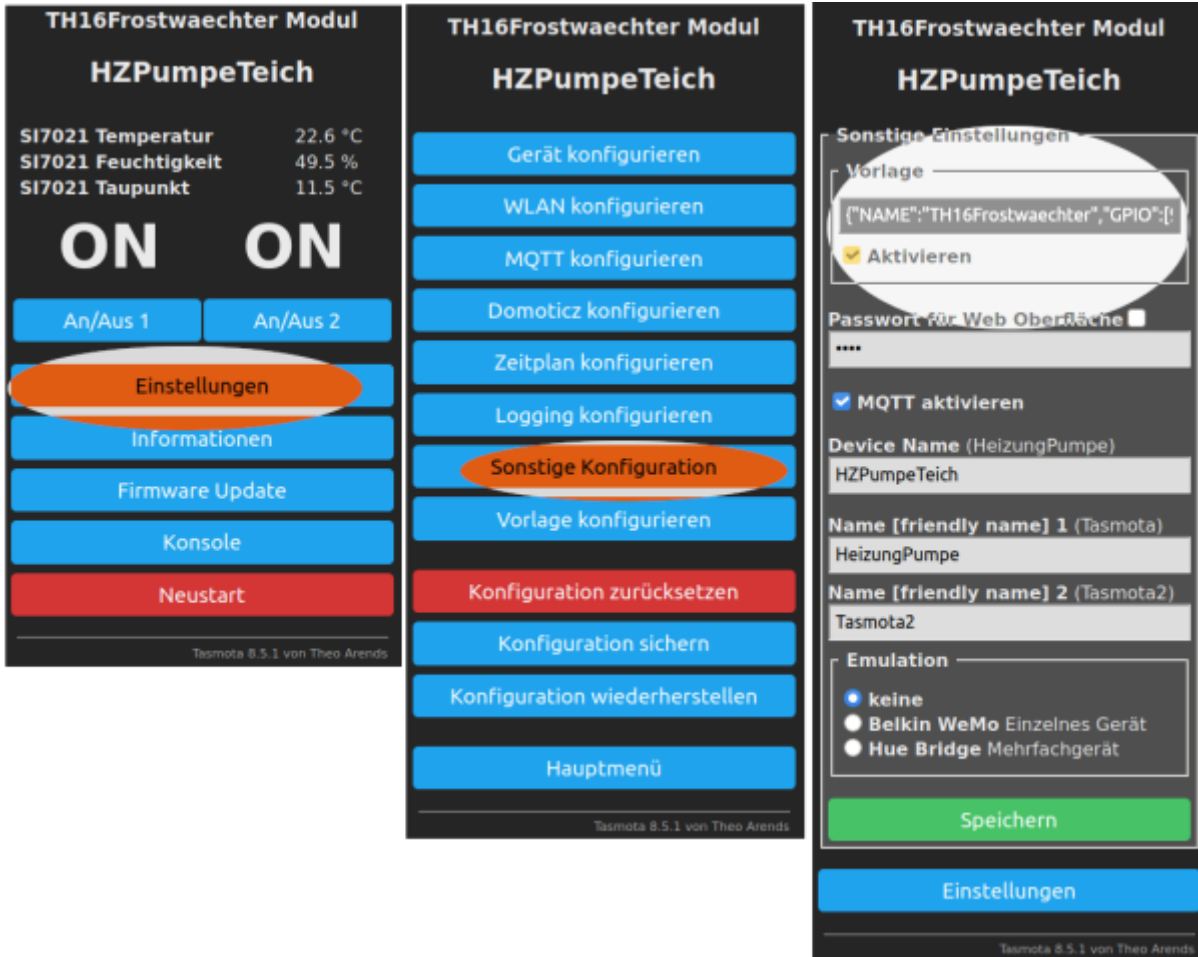 TH16Frostwaechter Modul
HZPumpeTeich
SI7021 Temperatur 22.6 °C
SI7021 Feuchtigkeit 49.5 %
SI7021 Taupunkt 11.5 °C
ON ON
An/Aus 1 An/Aus 2
Einstellungen
Informationen
Firmware Update
Konsole
Neustart
Tasmota 8.5.1 von Theo Arends
TH16Frostwaechter Modul
HZPumpeTeich
Gerät konfigurieren
WLAN konfigurieren
MQTT konfigurieren
Domoticz konfigurieren
Zeitplan konfigurieren
Logging konfigurieren
Sonstige Konfiguration
Vorlage konfigurieren
Konfiguration zurücksetzen
Konfiguration sichern
Konfiguration wiederherstellen
Hauptmenü
Tasmota 8.5.1 von Theo Arends
TH16Frostwaechter Modul
HZPumpeTeich
Sonstige Einstellungen
Vorlage
{"NAME":"TH16Frostwaechter","GPIO":[
Aktivieren
Passwort für Web Oberfläche
••••
MQTT aktivieren
Device Name (HeizungPumpe)
HZPumpeTeich
Name [friendly name] 1 (Tasmota)
HeizungPumpe
Name [friendly name] 2 (Tasmota2)
Tasmota2
Emulation
keine
Belkin WeMo Einzelnes Gerät
Hue Bridge Mehrfachgerät
Speichern
Einstellungen
Tasmota 8.5.1 von Theo Arends